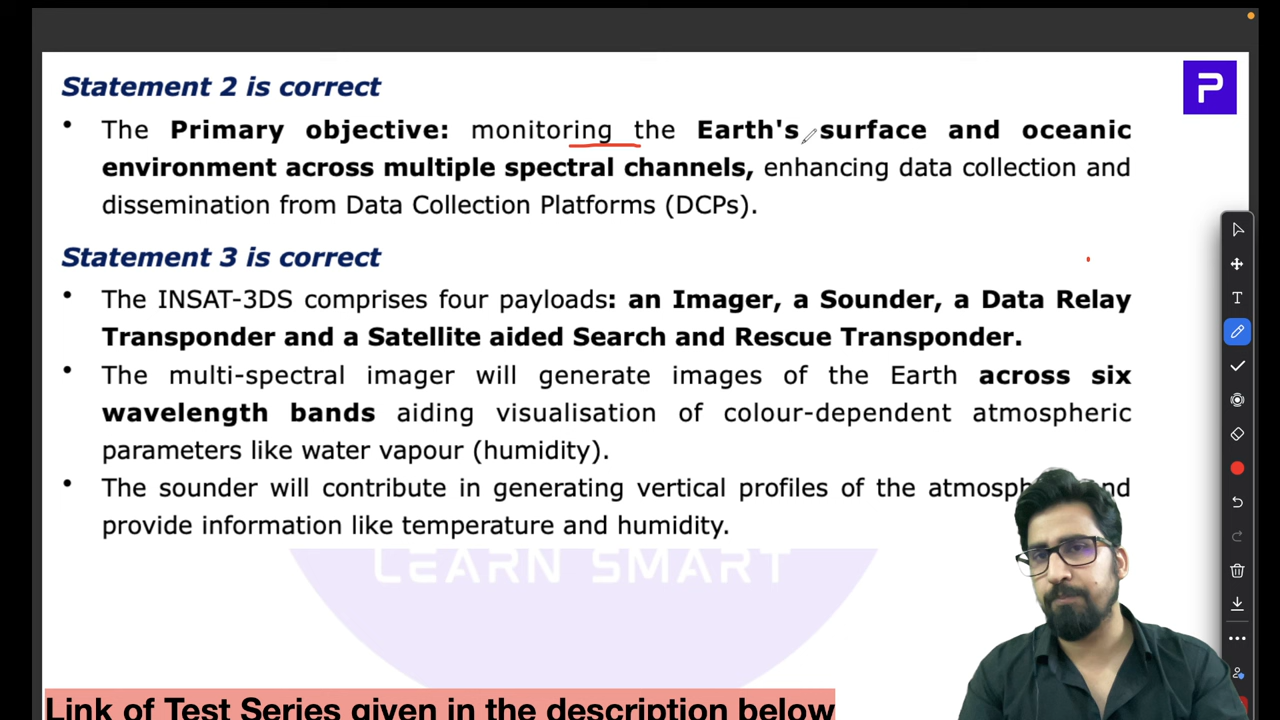 Statement 2 is correct
• The Primary objective: monitoring the Earth's surface and oceanic
environment across multiple spectral channels, enhancing data collection and
dissemination from Data Collection Platforms (DCPs).
Statement 3 is correct
• The INSAT-3DS comprises four payloads: an Imager, a Sounder, a Data Relay
Transponder and a Satellite aided Search and Rescue Transponder.
• The multi-spectral imager will generate images of the Earth across six
wavelength bands aiding visualisation of colour-dependent atmospheric
parameters like water vapour (humidity).
• The sounder will contribute in generating vertical profiles of the atmosph nd
provide information like temperature and humidity.
LEARN SMART
Link of Test Series given in the description below
P
T